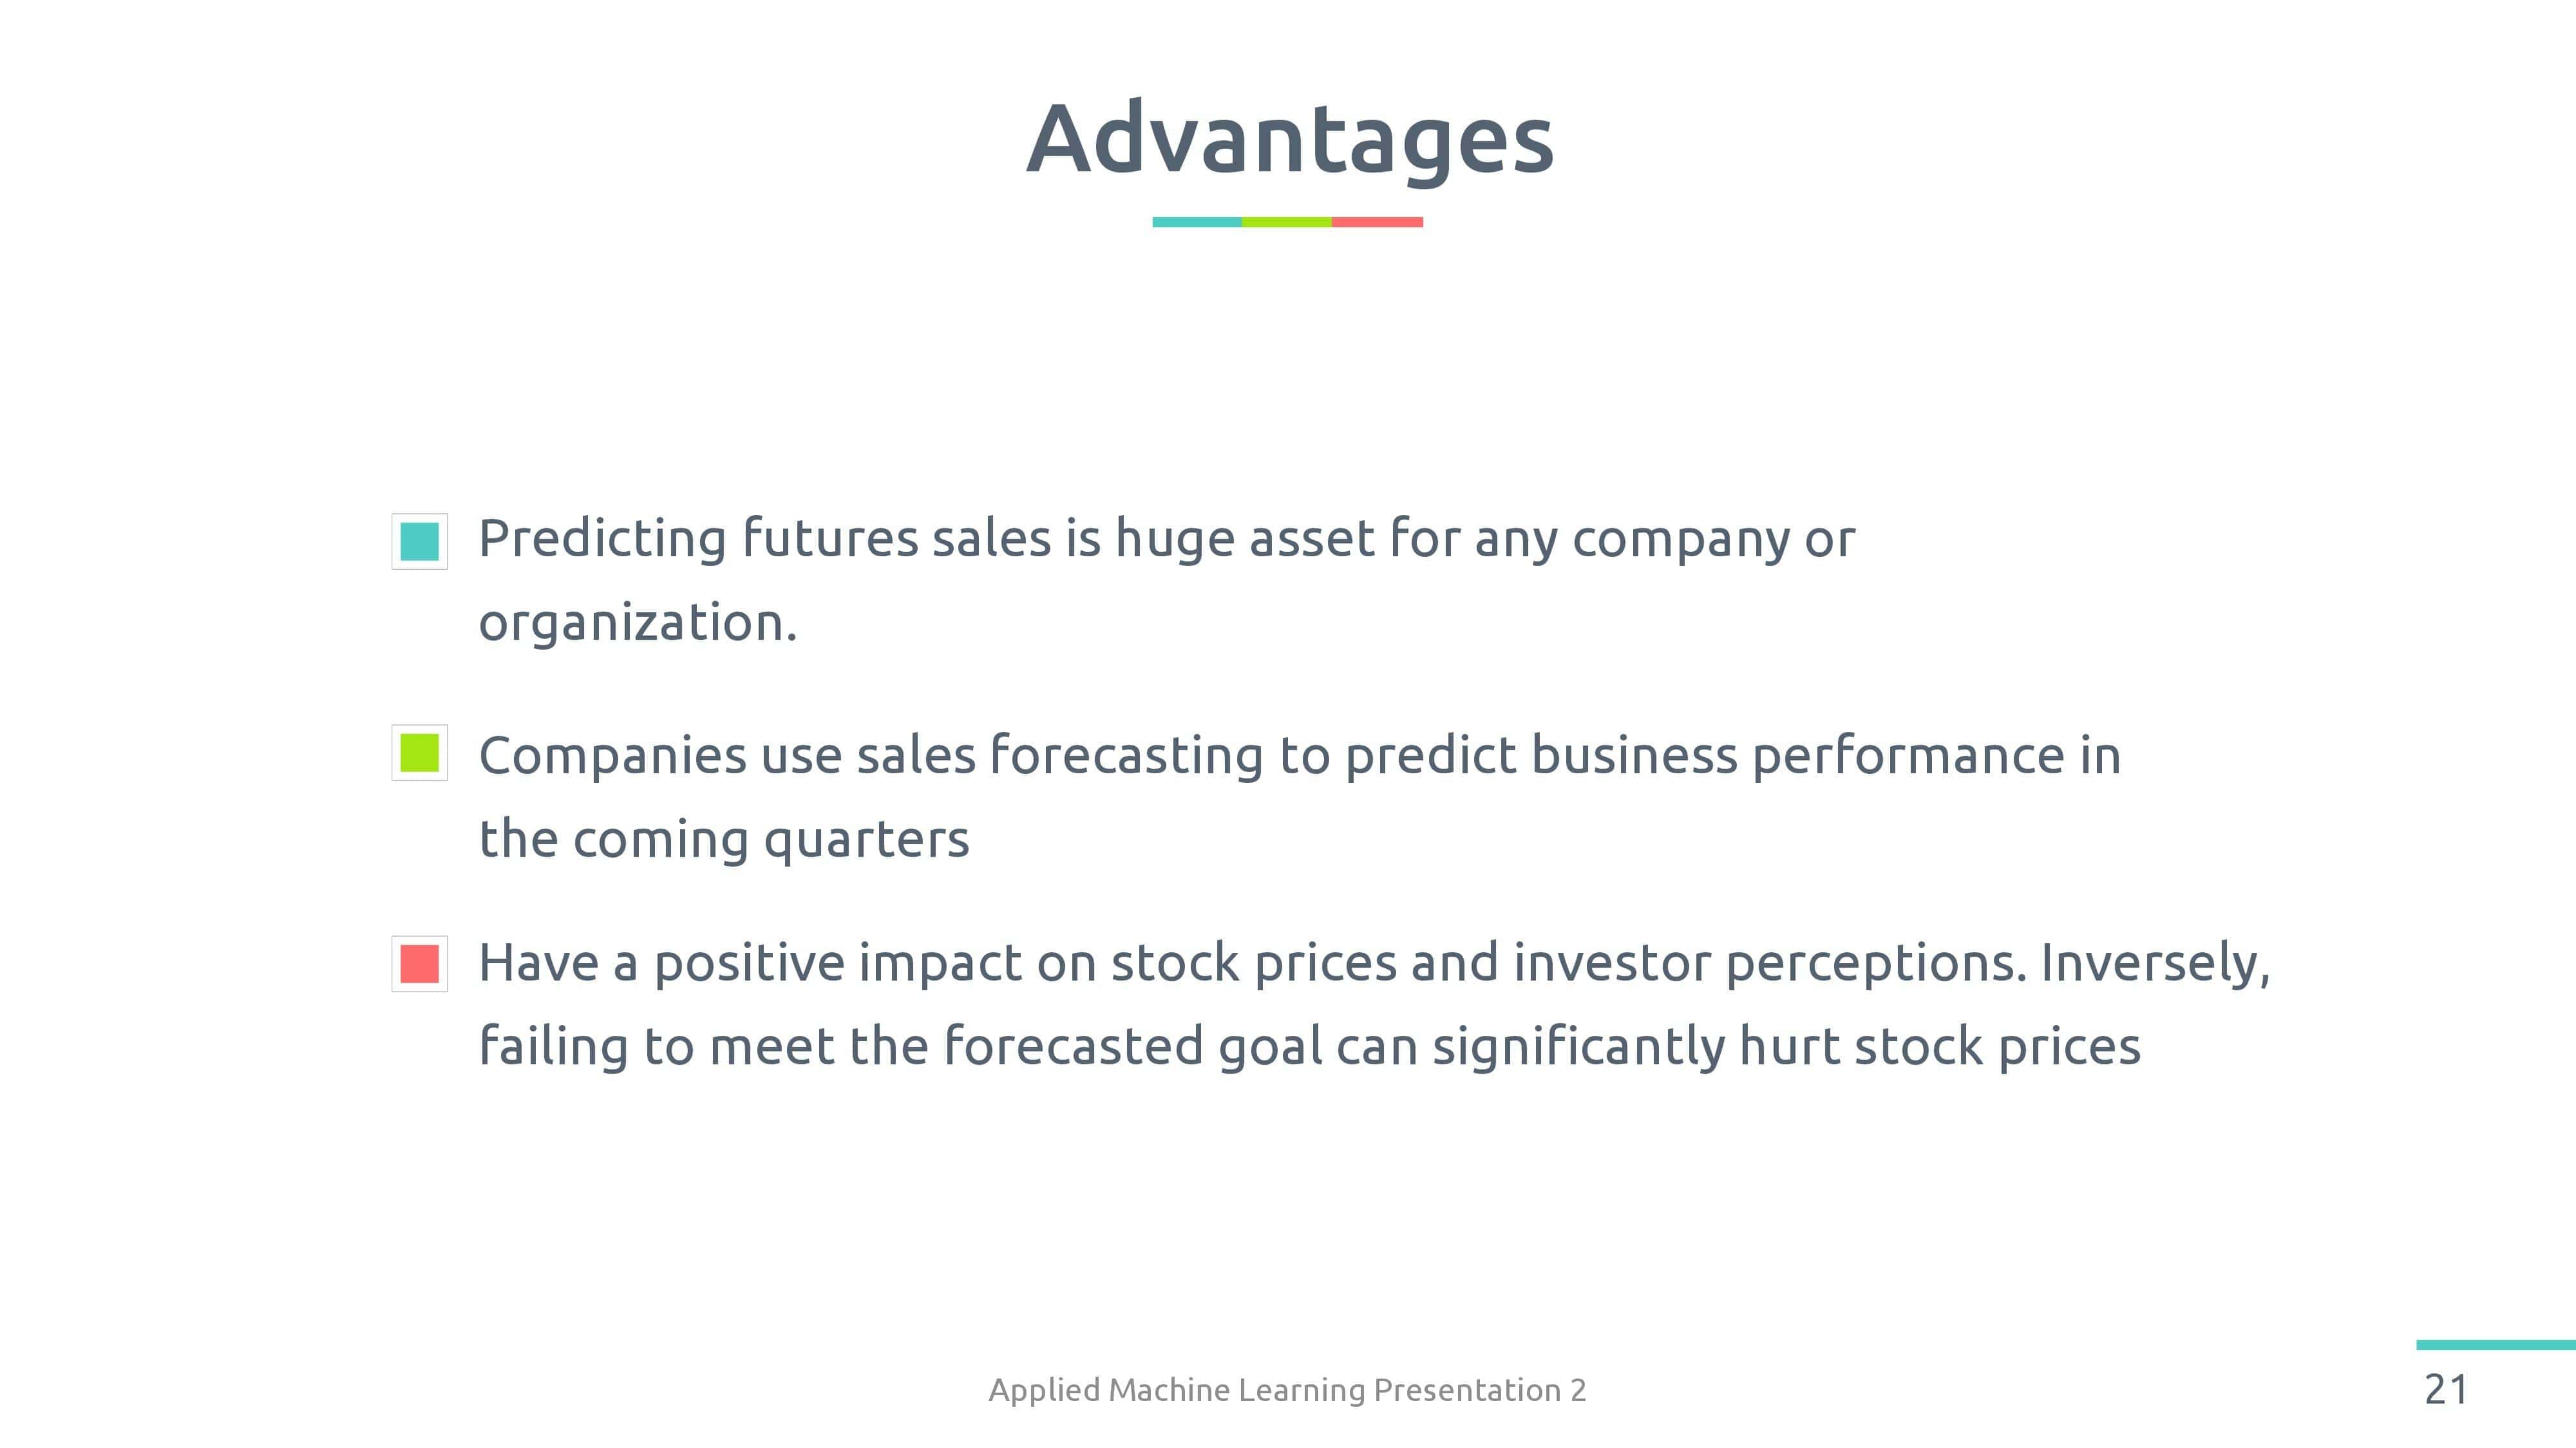 Advantages
Predicting futures sales is huge asset for any company or
organization.
Companies use sales forecasting to predict business performance in
the coming quarters
Have a positive impact on stock prices and investor perceptions. Inversely,
failing to meet the forecasted goal can significantly hurt stock prices
Applied Machine Learning Presentation 2
21